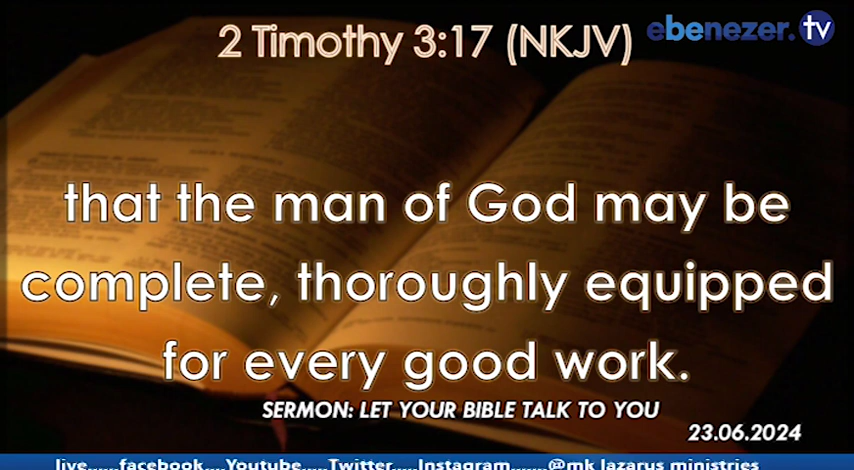 2 Timothy 3:17 (NKJV)
ebenezer.tv
that the man of God may be
complete, thoroughly equipped
for every good work.
SERMON: LET YOUR BIBLE TALK TO YOU
23.06.2024
live......facebook....Youtube.....Twitter.....Instagram.......@mk lazarus ministries